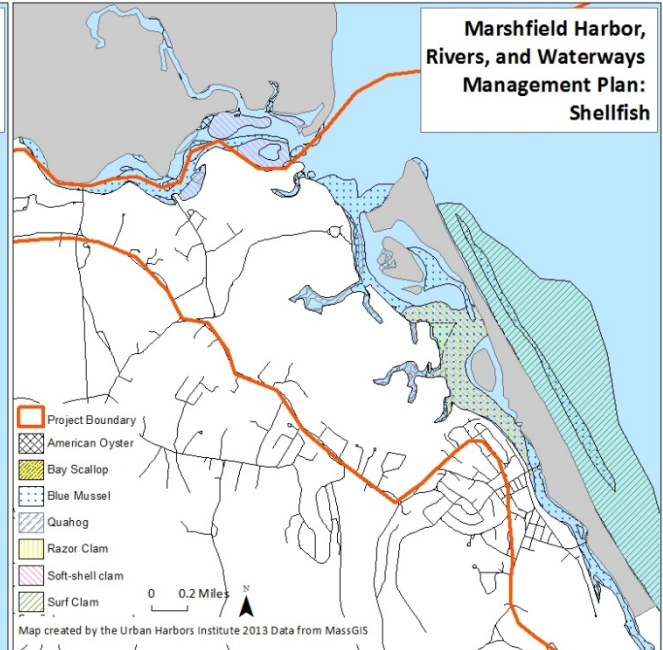 Marshfield Harbor,
Rivers, and Waterways
Management Plan:
Shellfish
Project Boundary
American Oyster
Bay Scallop
Blue Mussel
Quahog
Razor Clam
Soft-shell clam
Surf Clam
0 0.2 Miles
N
Map created by the Urban Harbors Institute 2013 Data from MassGIS